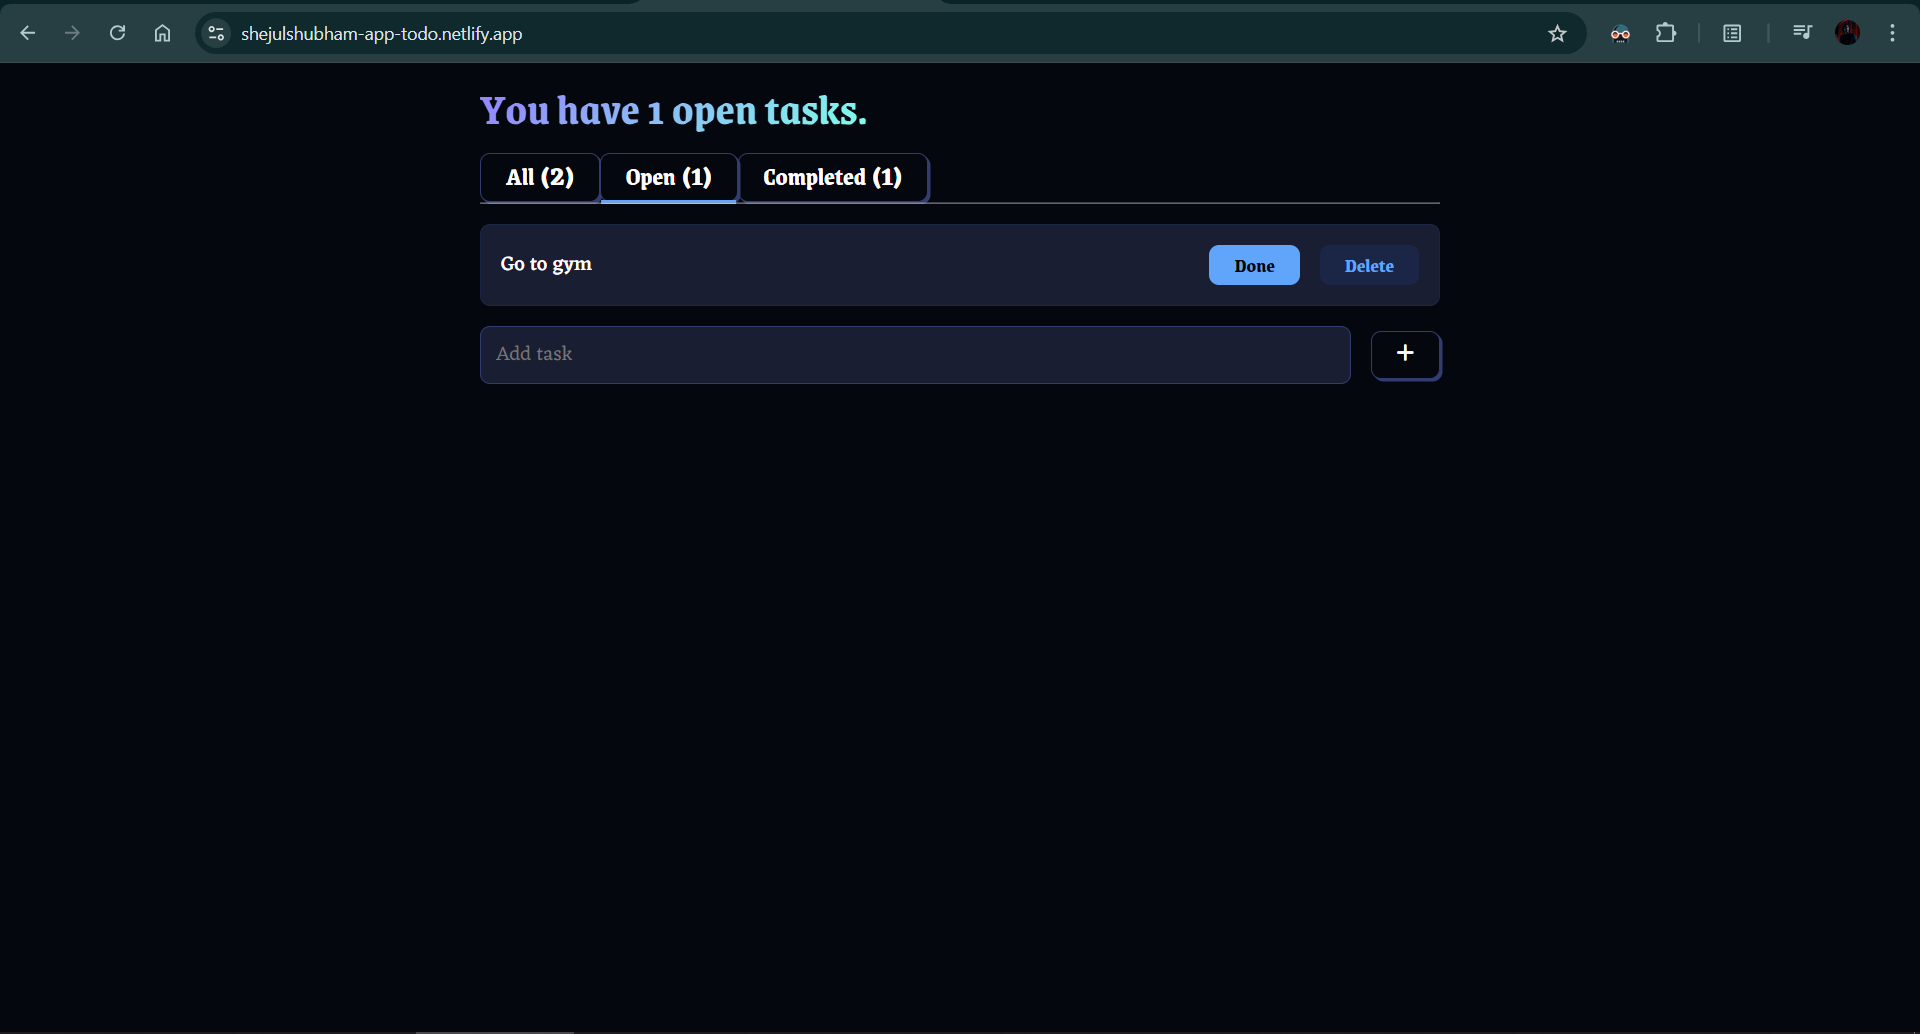 shejulshubham-app-todo.netlify.app
You have 1 open tasks.
All (2) Open (1) Completed (1)
Go to gym Done Delete
Add task +